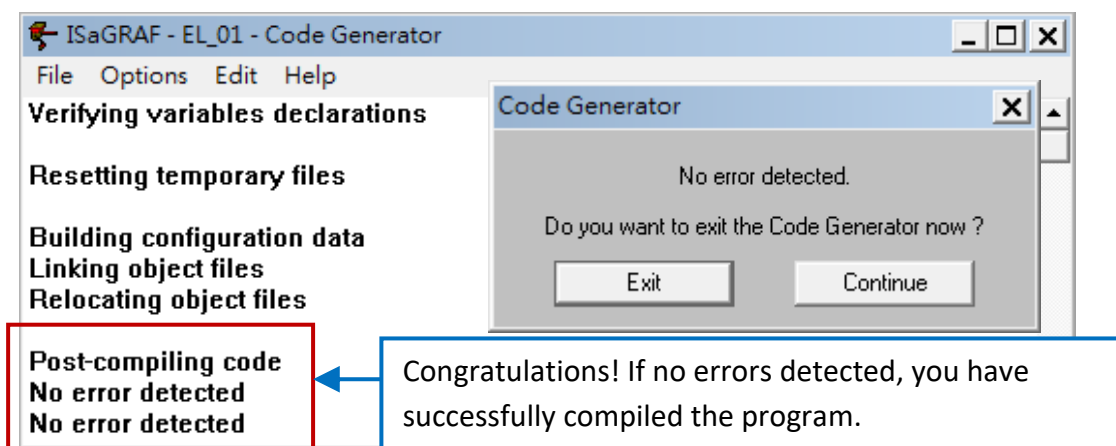 ISaGRAF - EL_01 - Code Generator
File Options Edit Help
Verifying variables declarations
Resetting temporary files
Building configuration data
Linking object files
Relocating object files
Post-compiling code
No error detected
No error detected
Code Generator
No error detected.
Do you want to exit the Code Generator now ?
Exit Continue
Congratulations! If no errors detected, you have
successfully compiled the program.